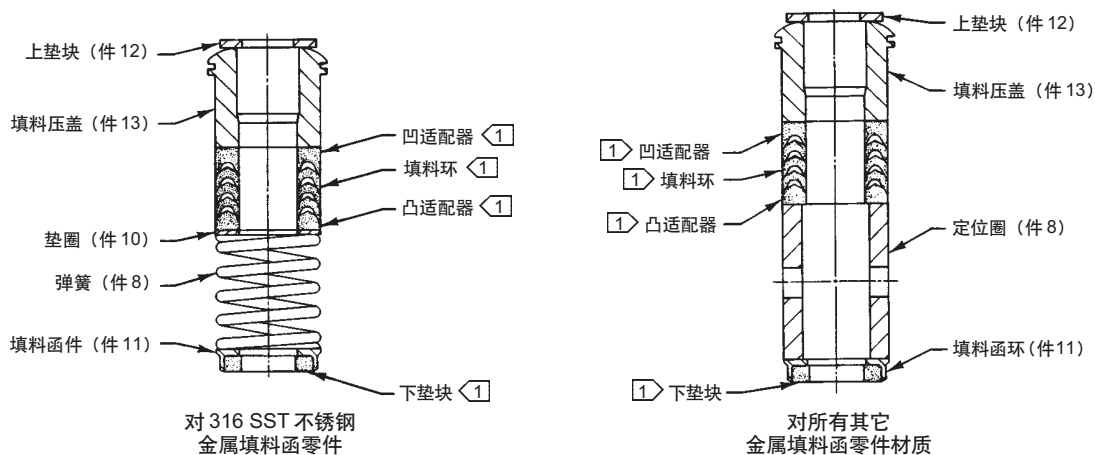 上垫块（件 12）
填料压盖（件 13）
凹适配器 1
填料环 1
凸适配器 1
垫圈（件 10）
弹簧（件 8）
填料函件（件 11）
下垫块 1
对 316 SST 不锈钢
金属填料函零件
上垫块（件 12）
填料压盖（件 13）
1 凹适配器
1 填料环
1 凸适配器
定位圈（件 8）
填料函环（件11）
1 下垫块
对所有其它
金属填料函零件材质